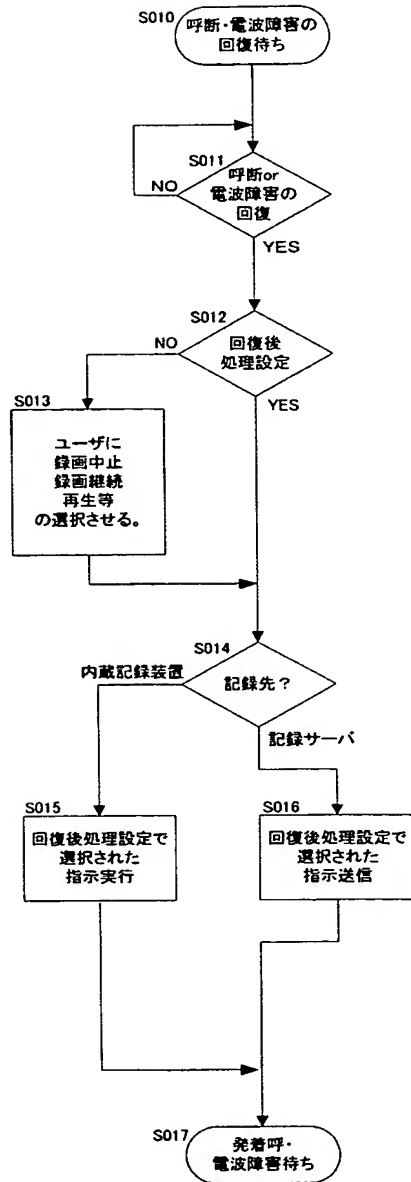 S010
呼断・電波障害の
回復待ち
S011
呼断or
電波障害の
回復
NO
YES
S012
回復後
処理設定
NO
YES
S013
ユーザに
録画中止
録画継続
再生等
の選択させる。
S014
記録先？
内蔵記録装置
記録サーバ
S015
回復後処理設定で
選択された
指示実行
S016
回復後処理設定で
選択された
指示送信
S017
発着呼・
電波障害待ち